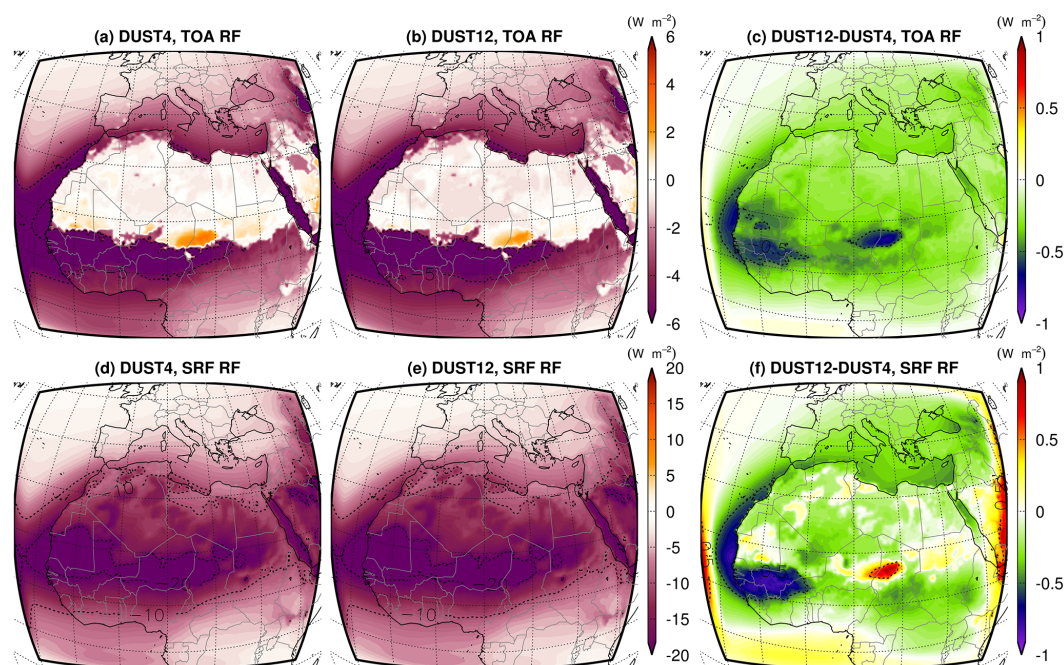 (W m⁻²)
(W m⁻²)
(a) DUST4, TOA RF
(b) DUST12, TOA RF
(c) DUST12-DUST4, TOA RF
6
4
2
0
-2
-4
-6
1
0.5
0
-0.5
-1
-5
(W m⁻²)
(W m⁻²)
(d) DUST4, SRF RF
(e) DUST12, SRF RF
(f) DUST12-DUST4, SRF RF
20
15
10
5
0
-5
-10
-15
-20
1
0.5
0
-0.5
-1
-10
-10